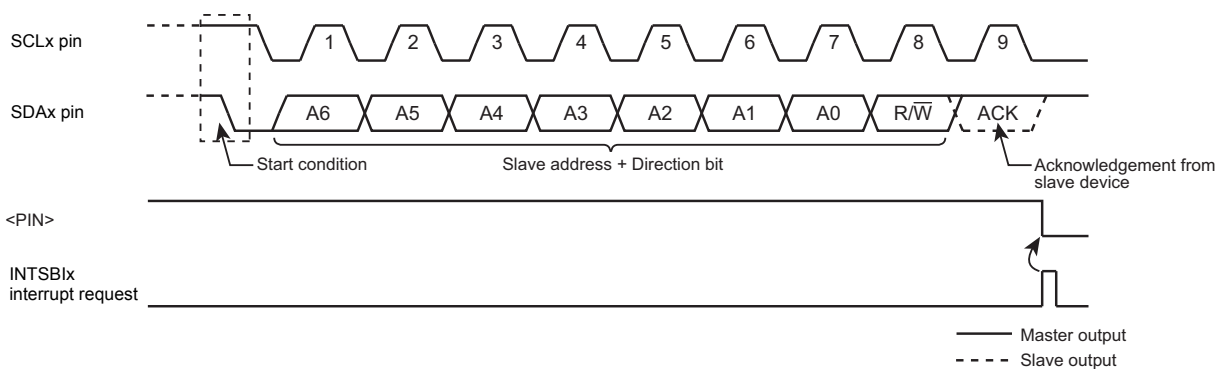 SCLx pin
1 2 3 4 5 6 7 8 9
SDAx pin
A6 A5 A4 A3 A2 A1 A0 R/W̅ ACK
Start condition
Slave address + Direction bit
Acknowledgement from
slave device
<PIN>
INTSBIx
interrupt request
Master output
Slave output